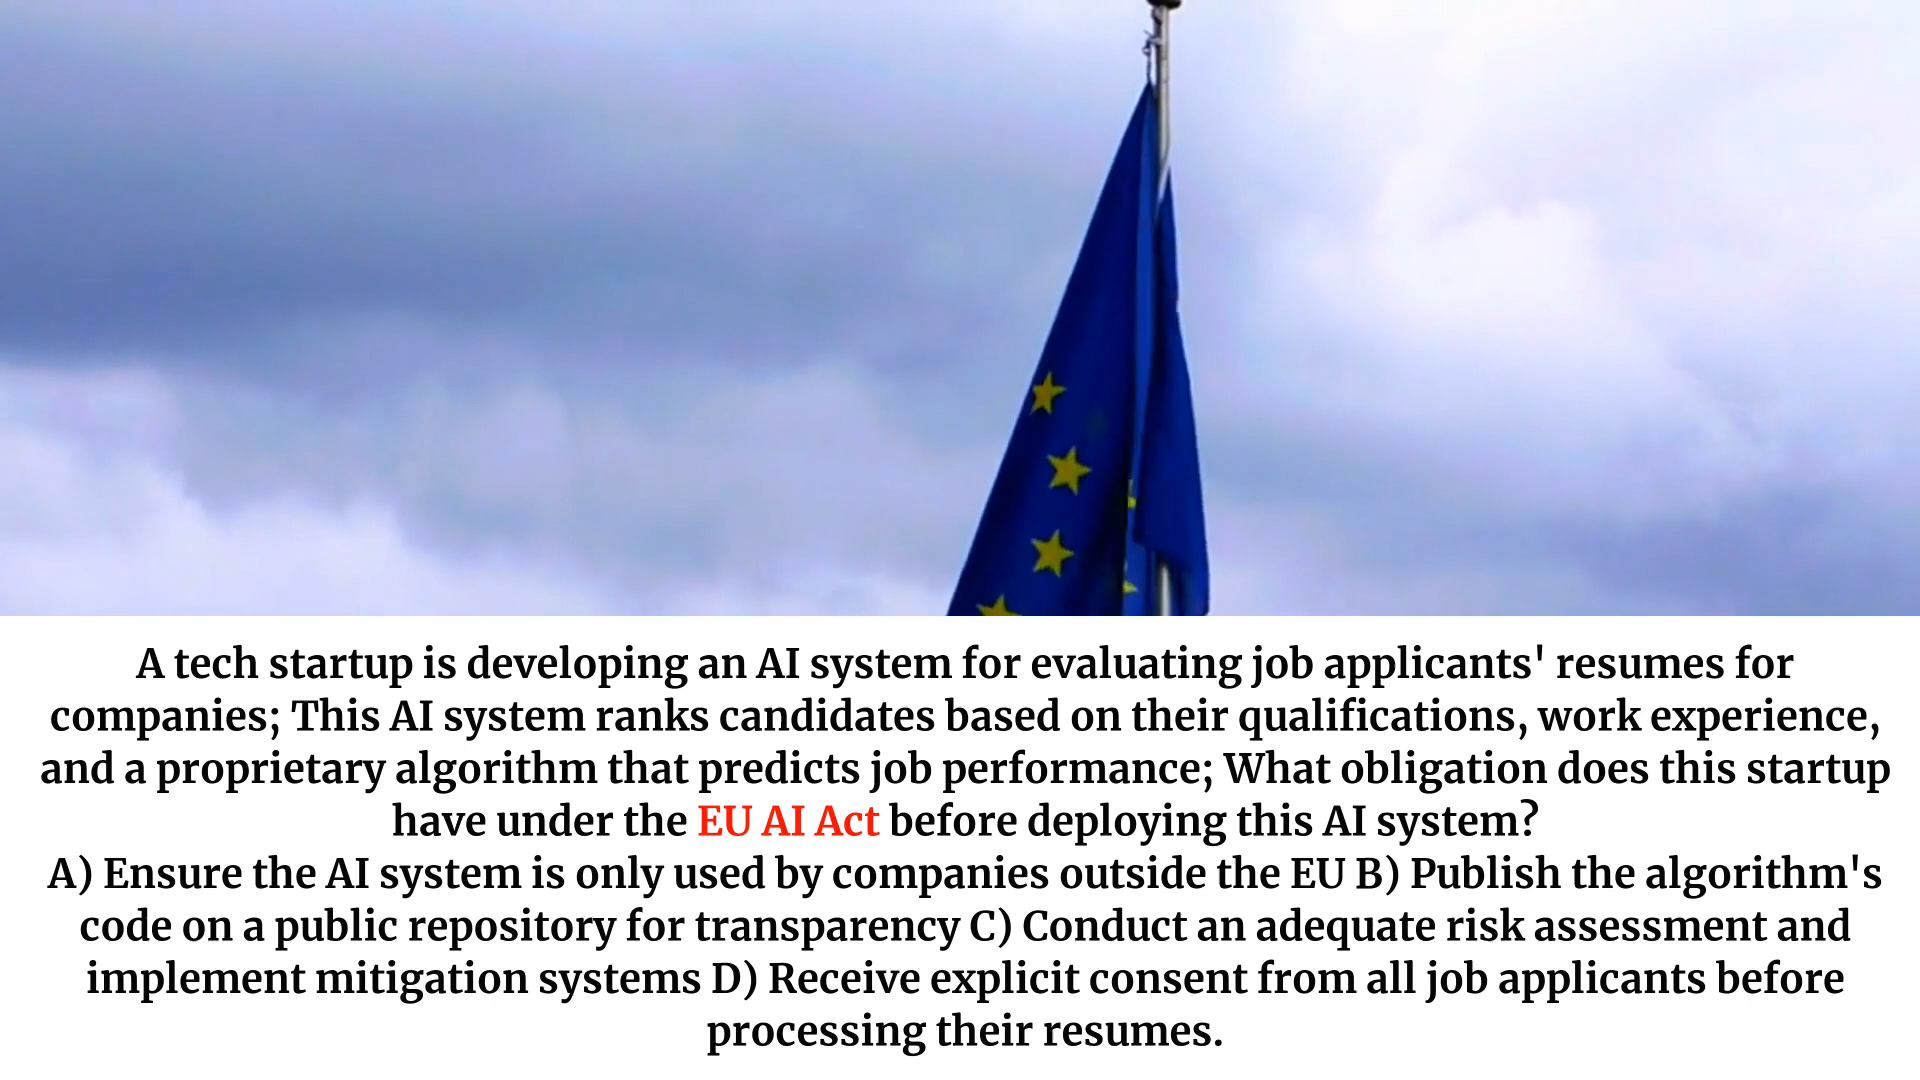 A tech startup is developing an AI system for evaluating job applicants' resumes for
companies; This AI system ranks candidates based on their qualifications, work experience,
and a proprietary algorithm that predicts job performance; What obligation does this startup
have under the EU AI Act before deploying this AI system?
A) Ensure the AI system is only used by companies outside the EU B) Publish the algorithm's
code on a public repository for transparency C) Conduct an adequate risk assessment and
implement mitigation systems D) Receive explicit consent from all job applicants before
processing their resumes.